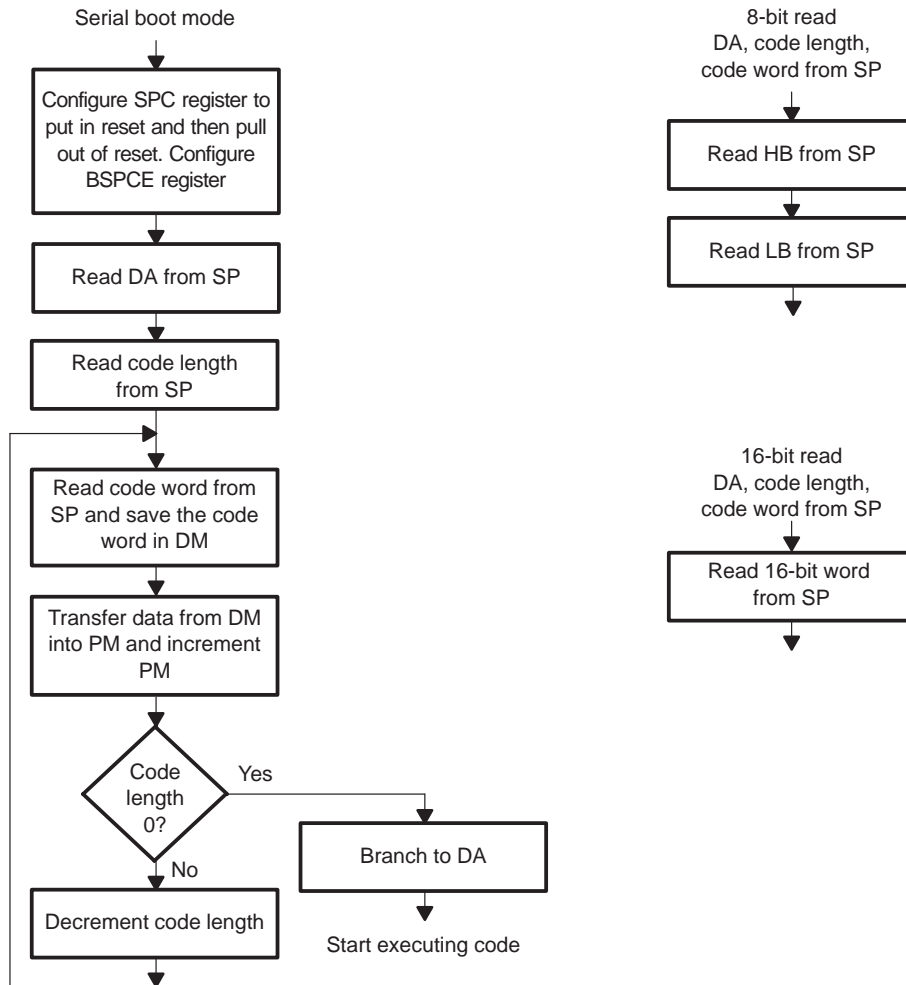 Serial boot mode
Configure SPC register to
put in reset and then pull
out of reset. Configure
BSPCE register
Read DA from SP
Read code length
from SP
Read code word from
SP and save the code
word in DM
Transfer data from DM
into PM and increment
PM
Code
length
0?
Yes
No
Branch to DA
Decrement code length
Start executing code
8-bit read
DA, code length,
code word from SP
Read HB from SP
Read LB from SP
16-bit read
DA, code length,
code word from SP
Read 16-bit word
from SP